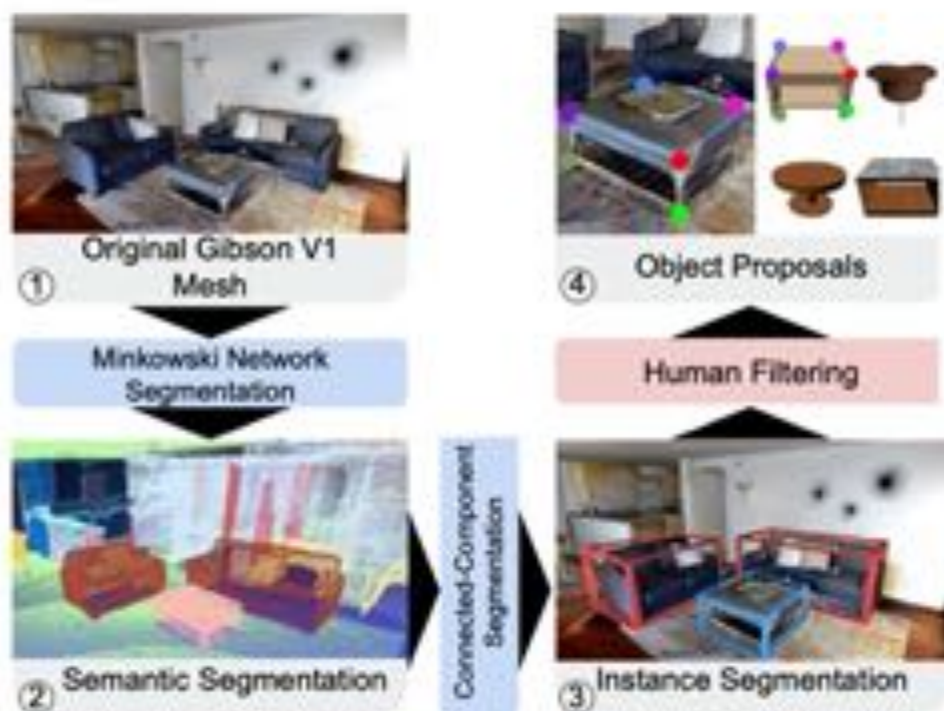 Original Gibson V1
Mesh
1
Minkowski Network
Segmentation
2
Semantic Segmentation
Connected-Component
Segmentation
3
Instance Segmentation
Human Filtering
4
Object Proposals